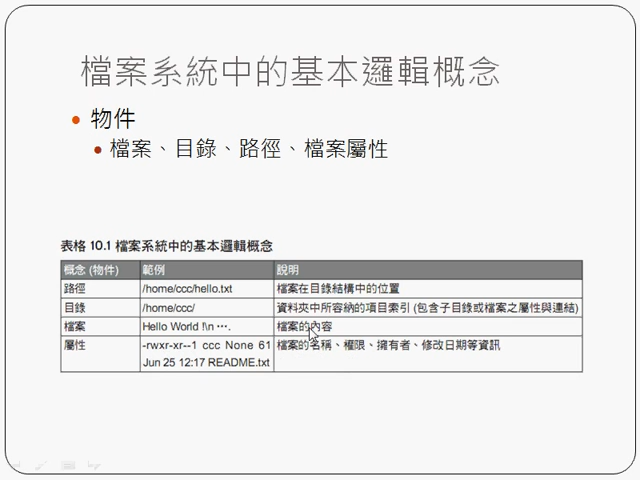 檔案系統中的基本邏輯概念
物件
檔案、目錄、路徑、檔案屬性
表格 10.1 檔案系統中的基本邏輯概念
概念 (物件) 範例 說明
路徑 /home/ccc/hello.txt 檔案在目錄結構中的位置
目錄 /home/ccc/ 資料夾中所容納的項目索引 (包含子目錄或檔案之屬性與連結)
檔案 Hello World !\n …. 檔案的內容
屬性 -rwxr-xr--1 ccc None 61 檔案的名稱、權限、擁有者、修改日期等資訊
Jun 25 12:17 README.txt